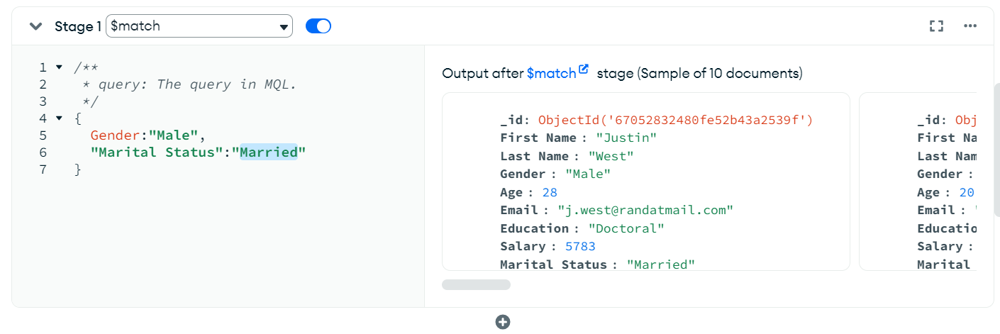 Stage 1 $match
1 /**
2 * query: The query in MQL.
3 */
4 {
5 Gender:"Male",
6 "Marital Status":"Married"
7 }
Output after $match stage (Sample of 10 documents)
_id: ObjectId('67052832480fe52b43a2539f')
First Name : "Justin"
Last Name : "West"
Gender : "Male"
Age : 28
Email : "j.west@randatmail.com"
Education : "Doctoral"
Salary : 5783
Marital Status : "Married"
_id: Obj
First Na
Last Nam
Gender :
Age : 20
Email : "
Educatio
Salary :
Marital